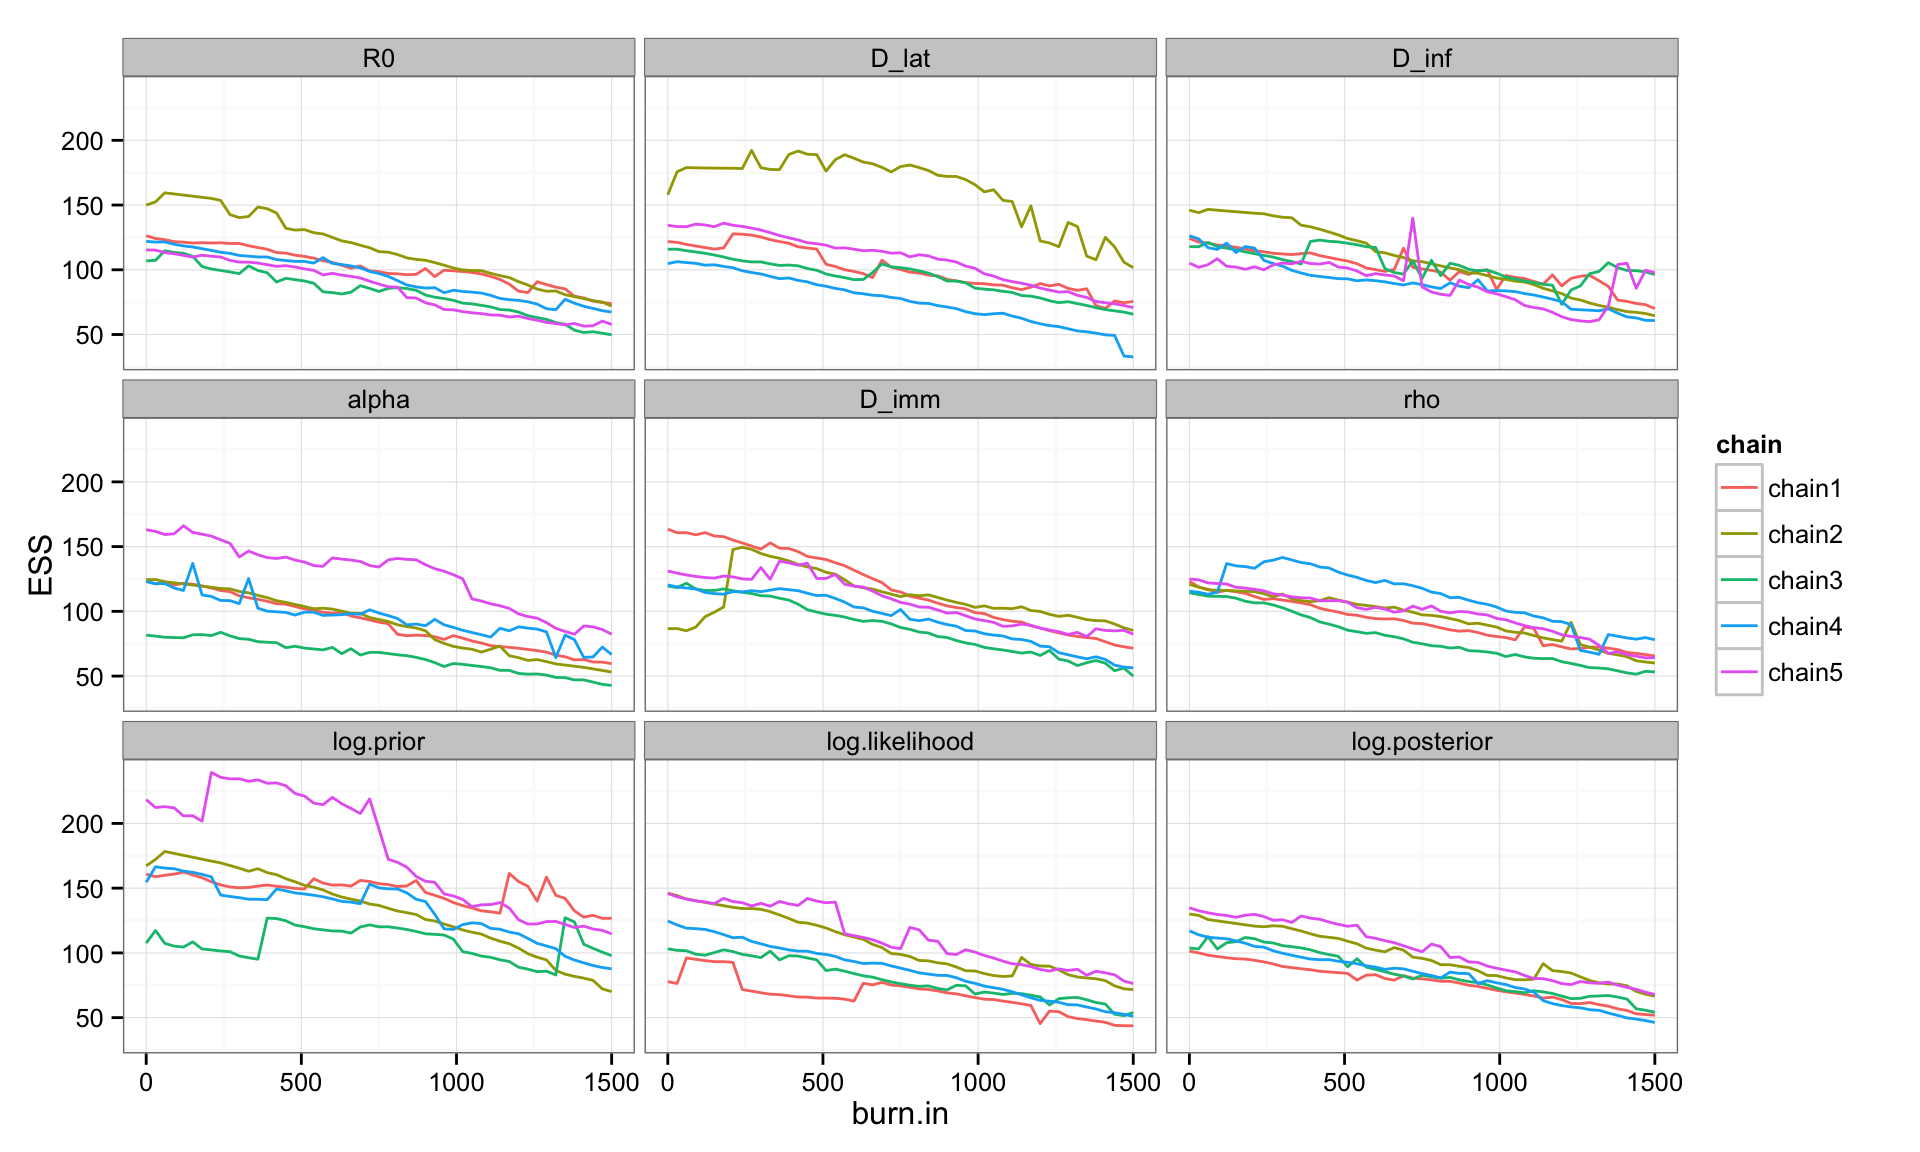 R0 D_lat D_inf
200
150
100
50
alpha D_imm rho
200
150
100
50
log.prior log.likelihood log.posterior
200
150
100
50
0 500 1000 1500 0 500 1000 1500 0 500 1000 1500
burn.in
ESS
chain
chain1
chain2
chain3
chain4
chain5